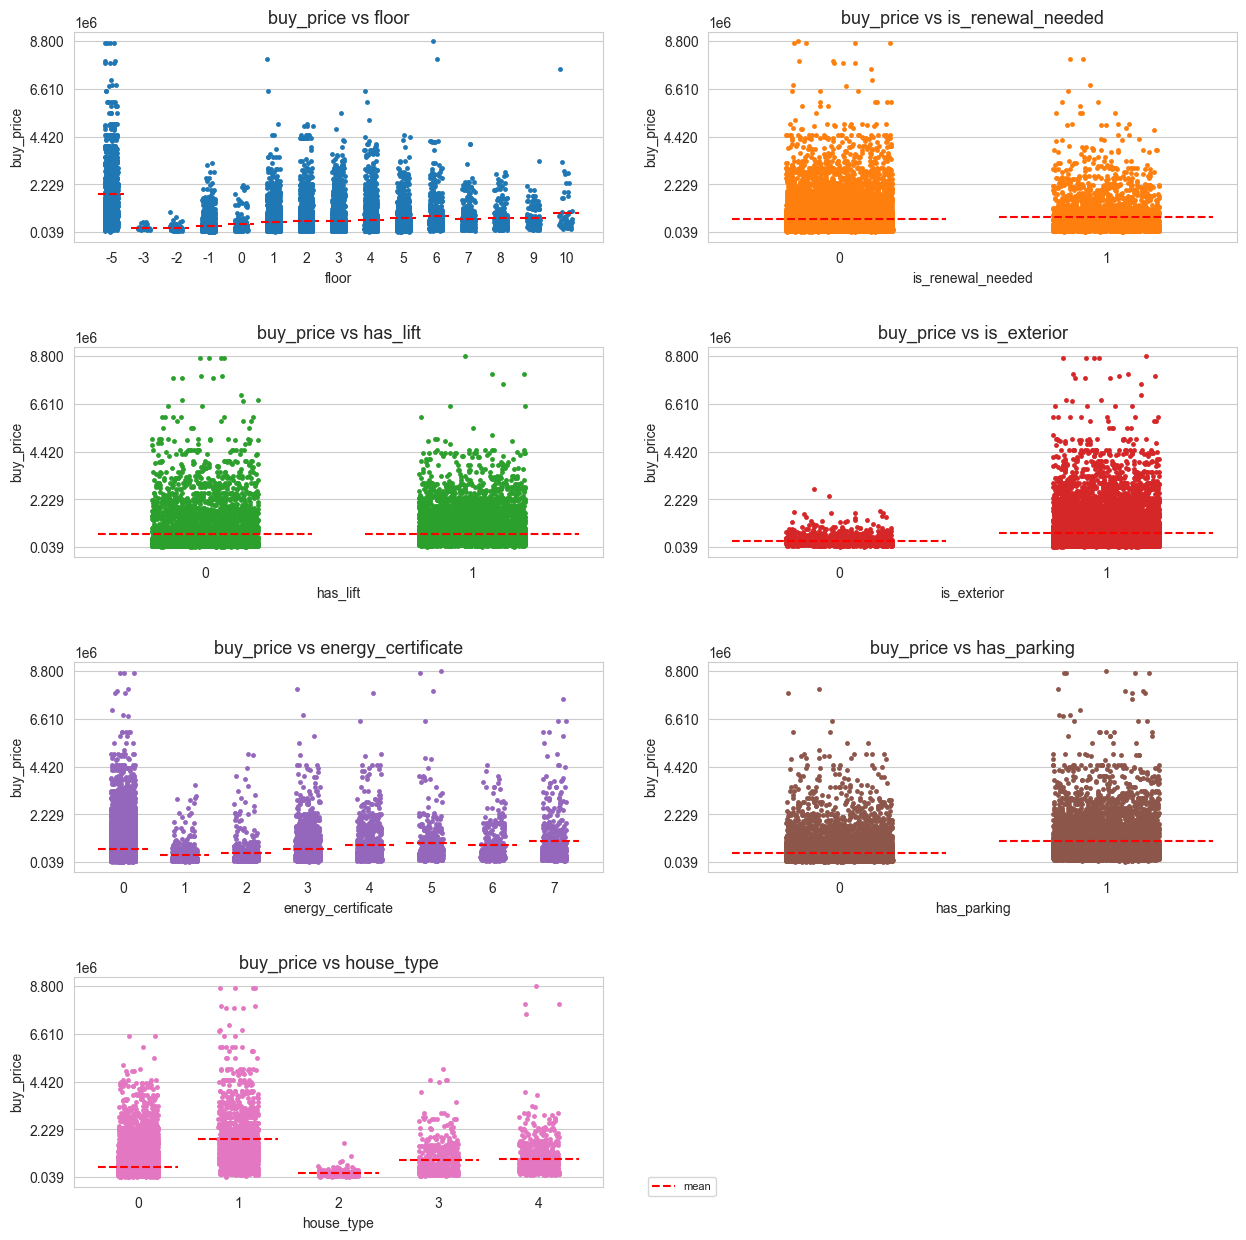 buy_price vs floor
1e6
8.800
6.610
4.420
2.229
0.039
buy_price
-5 -3 -2 -1 0 1 2 3 4 5 6 7 8 9 10
floor
buy_price vs is_renewal_needed
1e6
8.800
6.610
4.420
2.229
0.039
buy_price
0 1
is_renewal_needed
buy_price vs has_lift
1e6
8.800
6.610
4.420
2.229
0.039
buy_price
0 1
has_lift
buy_price vs is_exterior
1e6
8.800
6.610
4.420
2.229
0.039
buy_price
0 1
is_exterior
buy_price vs energy_certificate
1e6
8.800
6.610
4.420
2.229
0.039
buy_price
0 1 2 3 4 5 6 7
energy_certificate
buy_price vs has_parking
1e6
8.800
6.610
4.420
2.229
0.039
buy_price
0 1
has_parking
buy_price vs house_type
1e6
8.800
6.610
4.420
2.229
0.039
buy_price
0 1 2 3 4
house_type
mean